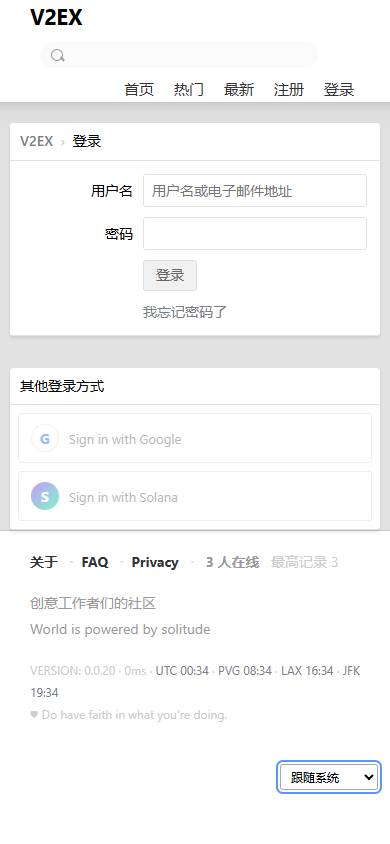 V2EX
首页 热门 最新 注册 登录
V2EX › 登录
用户名 用户名或电子邮件地址
密码
登录
我忘记密码了
其他登录方式
G Sign in with Google
S Sign in with Solana
关于 · FAQ · Privacy · 3 人在线 最高记录 3
创意工作者们的社区
World is powered by solitude
VERSION: 0.0.20 · 0ms · UTC 00:34 · PVG 08:34 · LAX 16:34 · JFK
19:34
♥ Do have faith in what you're doing.
跟随系统